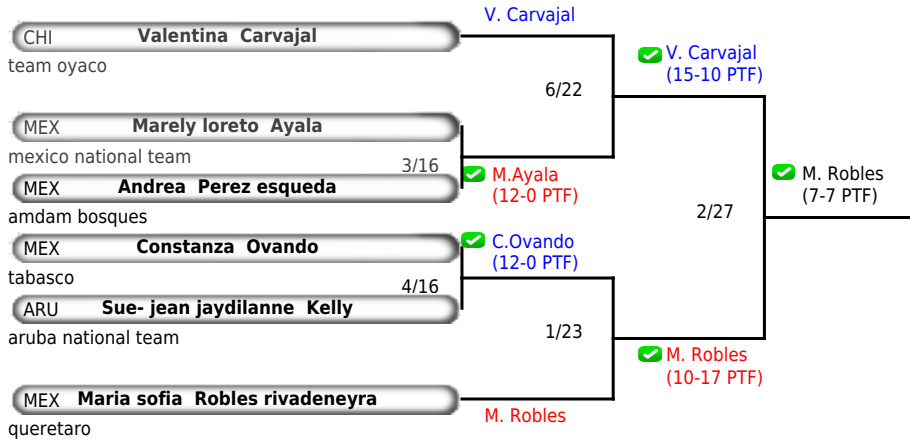 V. Carvajal
CHI Valentina Carvajal
team oyaco
V. Carvajal
(15-10 PTF)
6/22
MEX Marely loreto Ayala
mexico national team
3/16
M.Ayala
(12-0 PTF)
MEX Andrea Perez esqueda
amdam bosques
M. Robles
(7-7 PTF)
2/27
MEX Constanza Ovando
tabasco
C.Ovando
(12-0 PTF)
4/16
ARU Sue- jean jaydilanne Kelly
aruba national team
1/23
M. Robles
(10-17 PTF)
MEX Maria sofia Robles rivadeneyra
queretaro
M. Robles